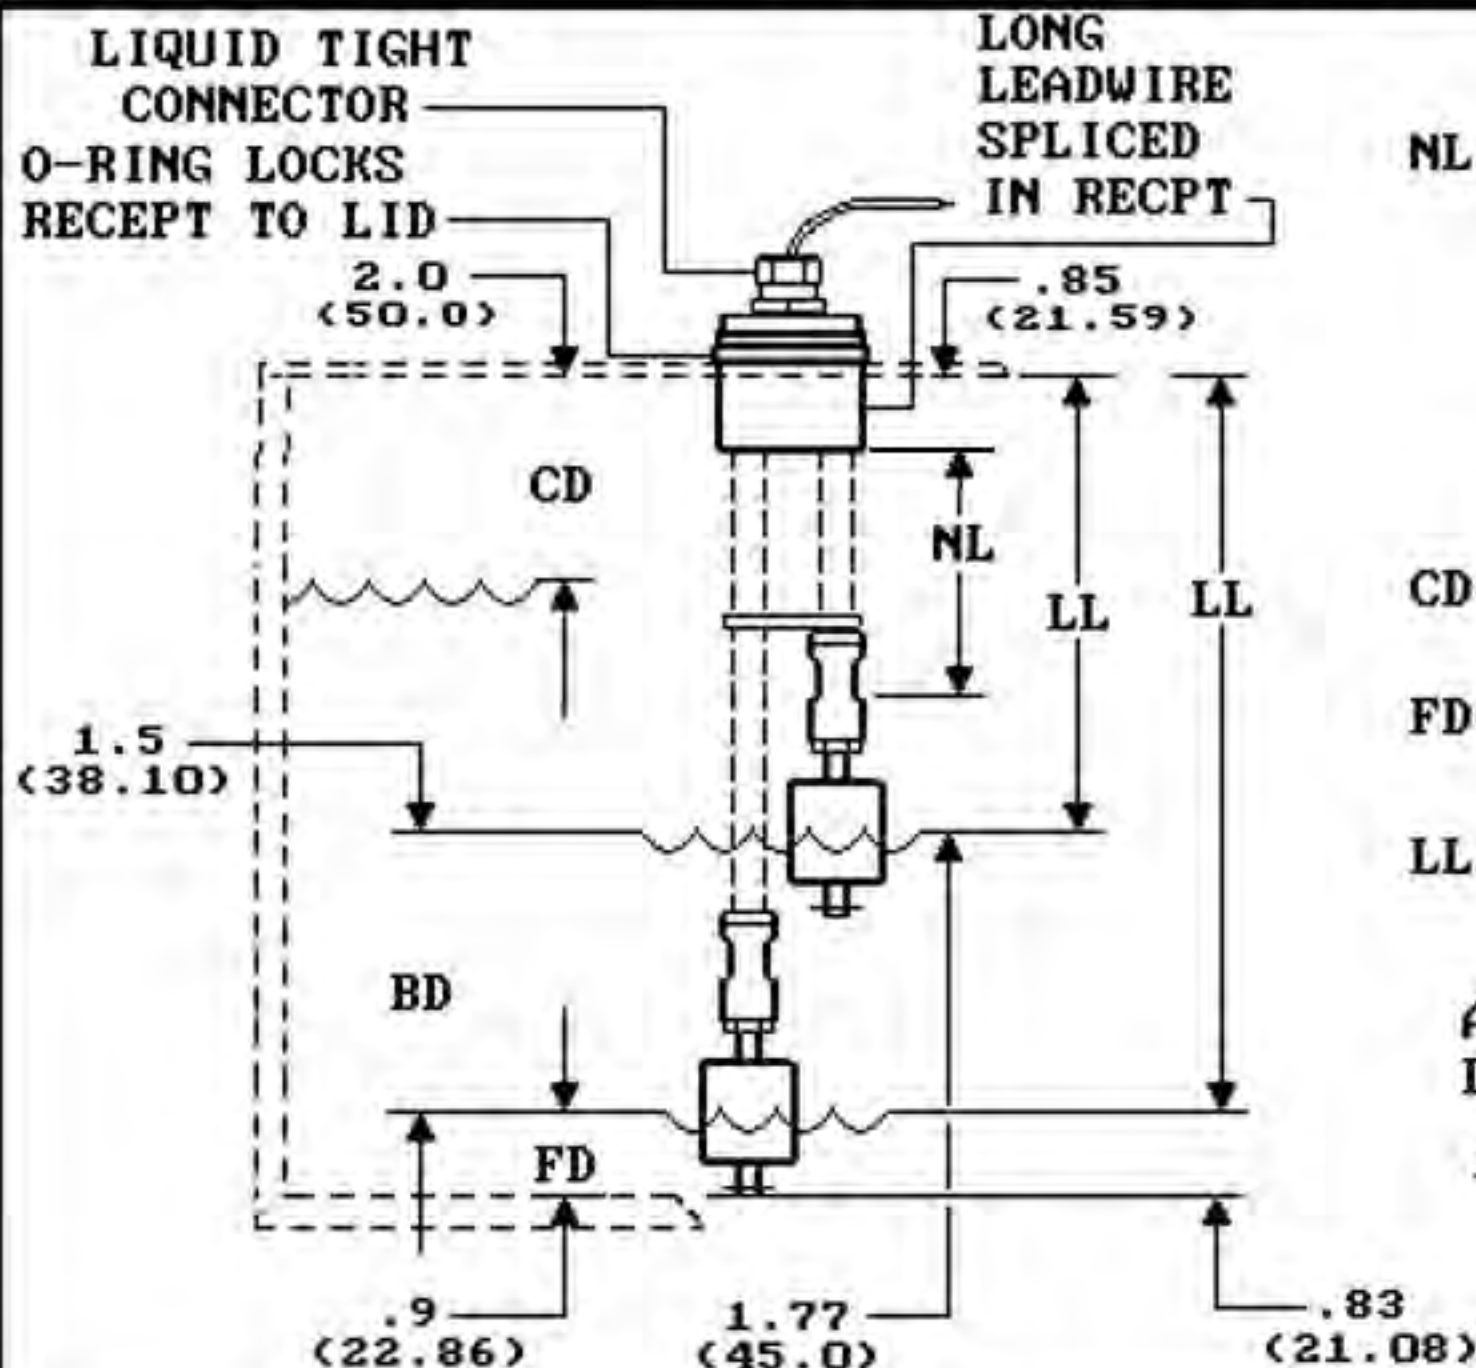 LIQUID TIGHT
CONNECTOR
O-RING LOCKS
RECEPT TO LID
LONG
LEADWIRE
SPLICED
IN RECPT
NL
2.0
(50.0)
.85
(21.59)
CD
NL
LL
LL
CD
FD
LL
1.5
(38.10)
BD
FD
.9
(22.86)
1.77
(45.0)
.83
(21.08)